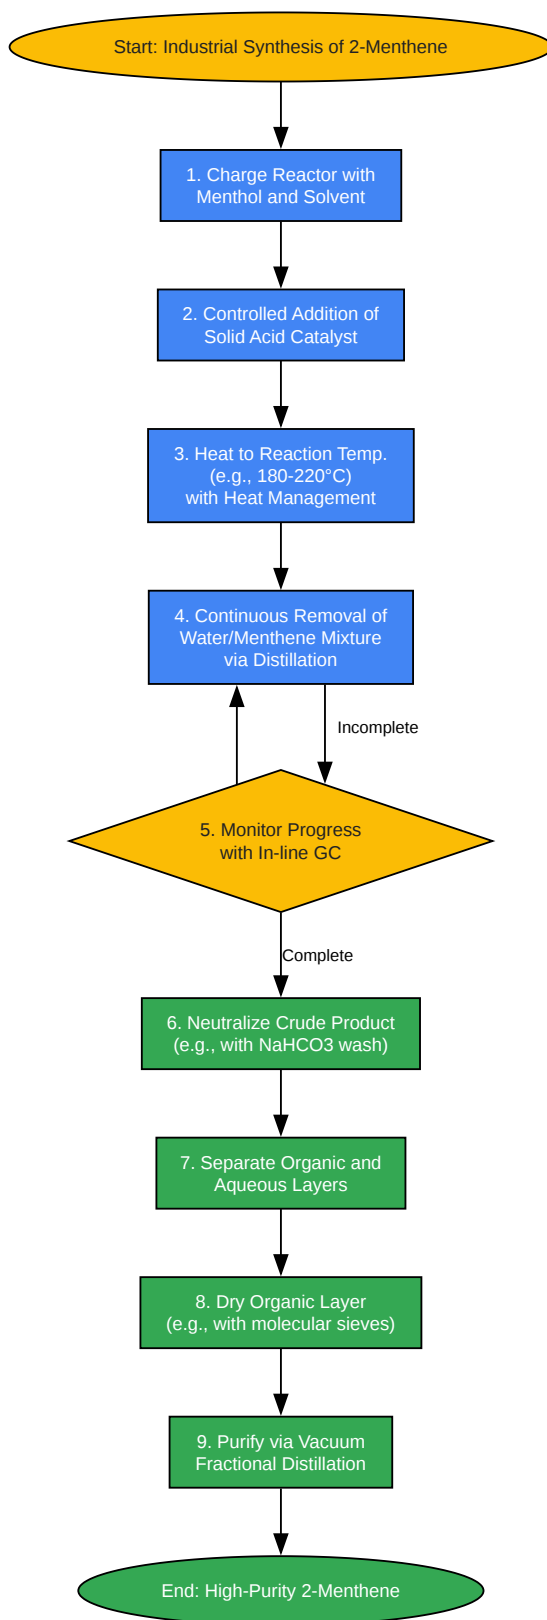 Start: Industrial Synthesis of 2-Menthene
1. Charge Reactor with
Menthol and Solvent
2. Controlled Addition of
Solid Acid Catalyst
3. Heat to Reaction Temp.
(e.g., 180-220°C)
with Heat Management
4. Continuous Removal of
Water/Menthene Mixture
via Distillation
Incomplete
5. Monitor Progress
with In-line GC
Complete
6. Neutralize Crude Product
(e.g., with NaHCO3 wash)
7. Separate Organic and
Aqueous Layers
8. Dry Organic Layer
(e.g., with molecular sieves)
9. Purify via Vacuum
Fractional Distillation
End: High-Purity 2-Menthene